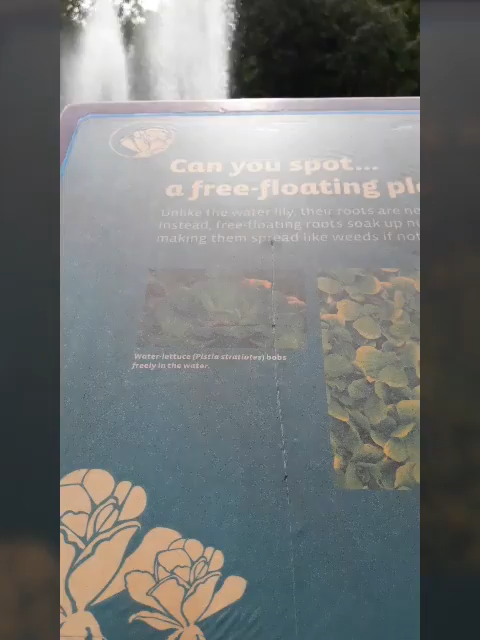 Can you spot...
a free-floating pl
Unlike the water lily, their roots are ne
Instead, free-floating roots soak up nu
making them spread like weeds if not
Water-lettuce (Pistia stratiotes) bobs
freely in the water.